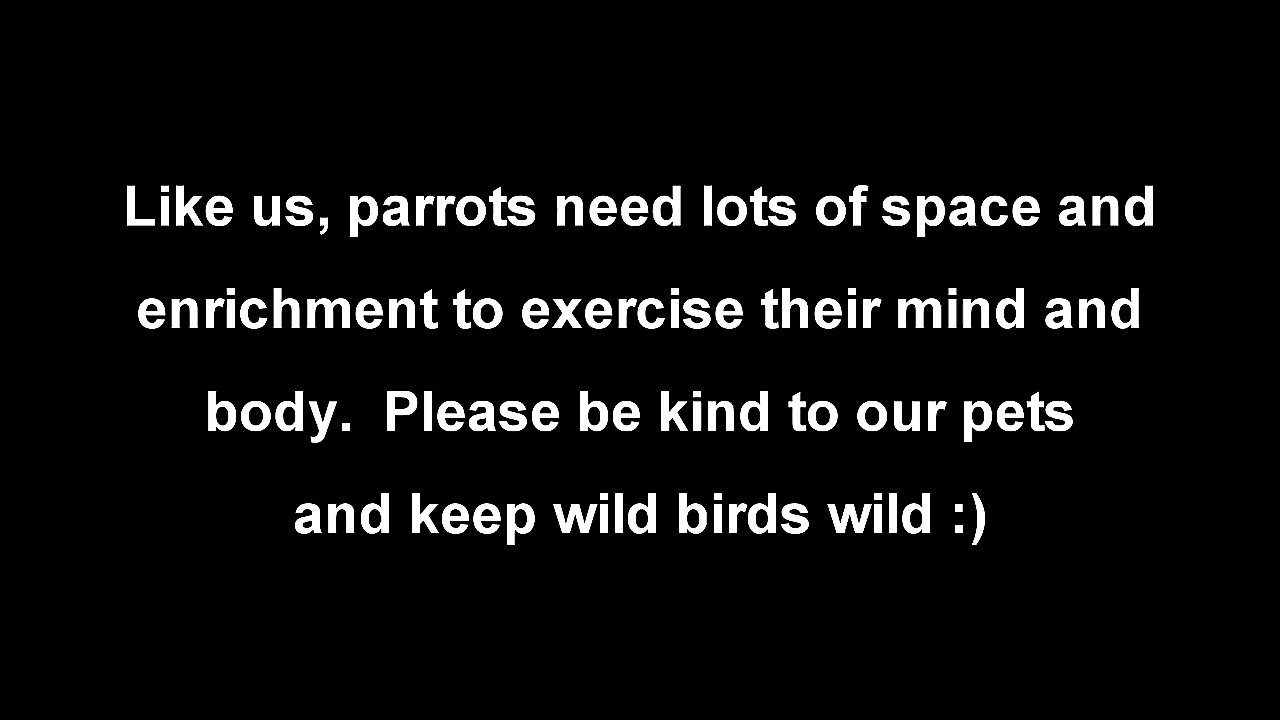 Like us, parrots need lots of space and
enrichment to exercise their mind and
body.  Please be kind to our pets
and keep wild birds wild :)